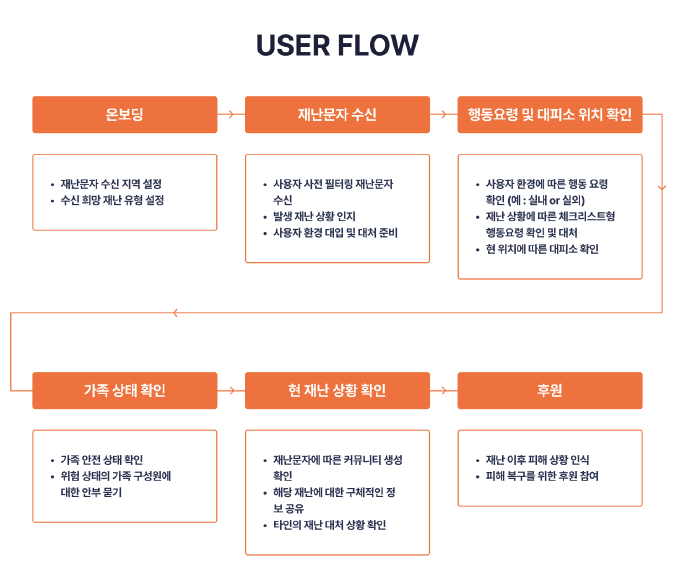 USER FLOW
온보딩
재난문자 수신
행동요령 및 대피소 위치 확인
• 재난문자 수신 지역 설정
• 수신 희망 재난 유형 설정
• 사용자 사전 필터링 재난문자
수신
• 발생 재난 상황 인지
• 사용자 환경 대입 및 대처 준비
• 사용자 환경에 따른 행동 요령
확인 (예 : 실내 or 실외)
• 재난 상황에 따른 체크리스트형
행동요령 확인 및 대처
• 현 위치에 따른 대피소 확인
가족 상태 확인
현 재난 상황 확인
후원
• 가족 안전 상태 확인
• 위험 상태의 가족 구성원에
대한 안부 묻기
• 재난문자에 따른 커뮤니티 생성
확인
• 해당 재난에 대한 구체적인 정
보 공유
• 타인의 재난 대처 상황 확인
• 재난 이후 피해 상황 인식
• 피해 복구를 위한 후원 참여